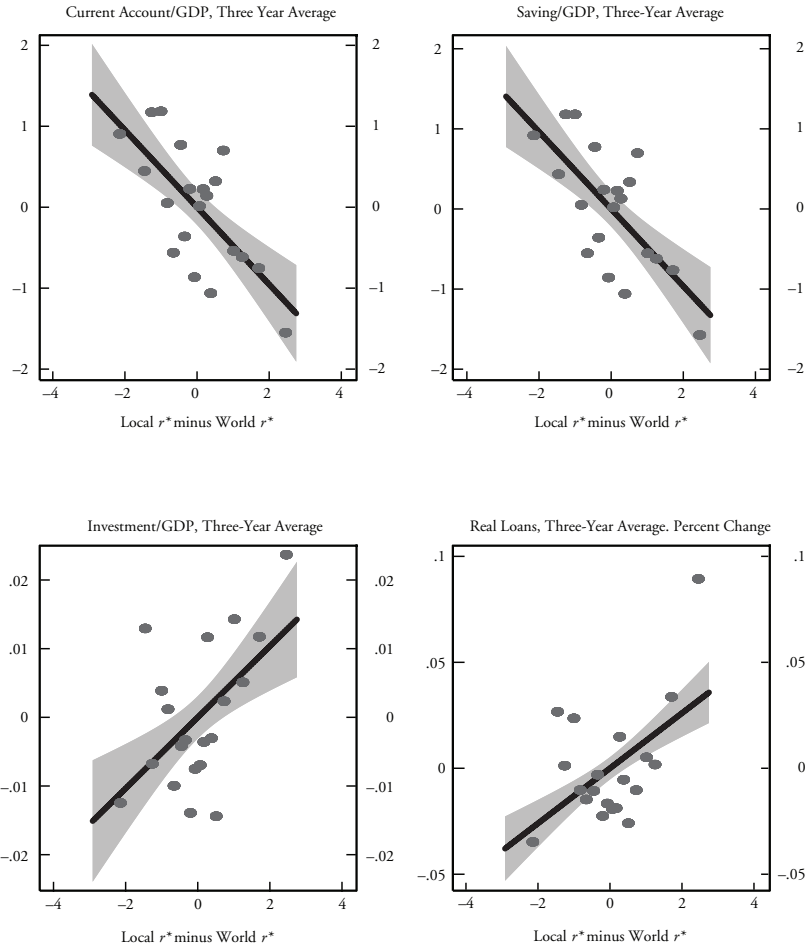 Current Account/GDP, Three Year Average
2 2
1 1
0 0
–1 –1
–2 –2
–4 –2 0 2 4
Local r* minus World r*
Saving/GDP, Three-Year Average
2 2
1 1
0 0
–1 –1
–2 –2
–4 –2 0 2 4
Local r* minus World r*
Investment/GDP, Three-Year Average
.02 .02
.01 .01
0 0
–.01 –.01
–.02 –.02
–4 –2 0 2 4
Local r* minus World r*
Real Loans, Three-Year Average. Percent Change
.1 .1
.05 .05
0 0
–.05 –.05
–4 –2 0 2 4
Local r* minus World r*